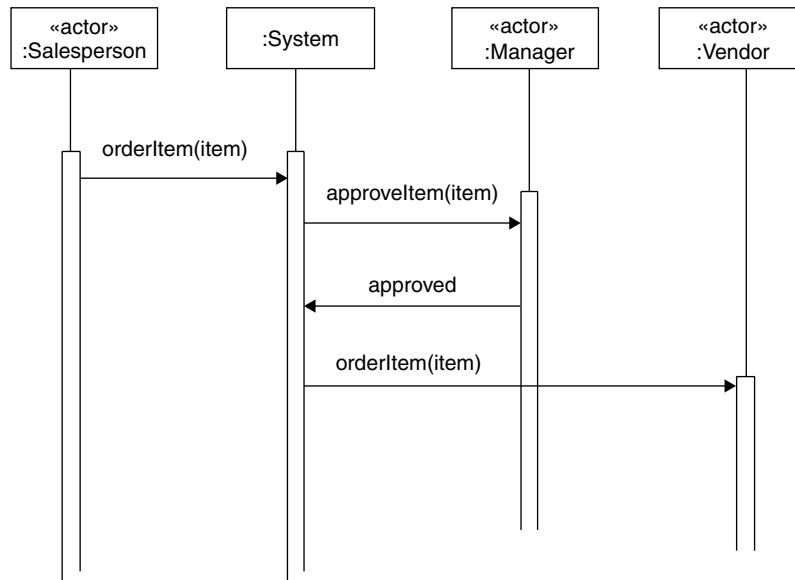 «actor»
:Salesperson
:System
«actor»
:Manager
«actor»
:Vendor
orderItem(item)
approveItem(item)
approved
orderItem(item)